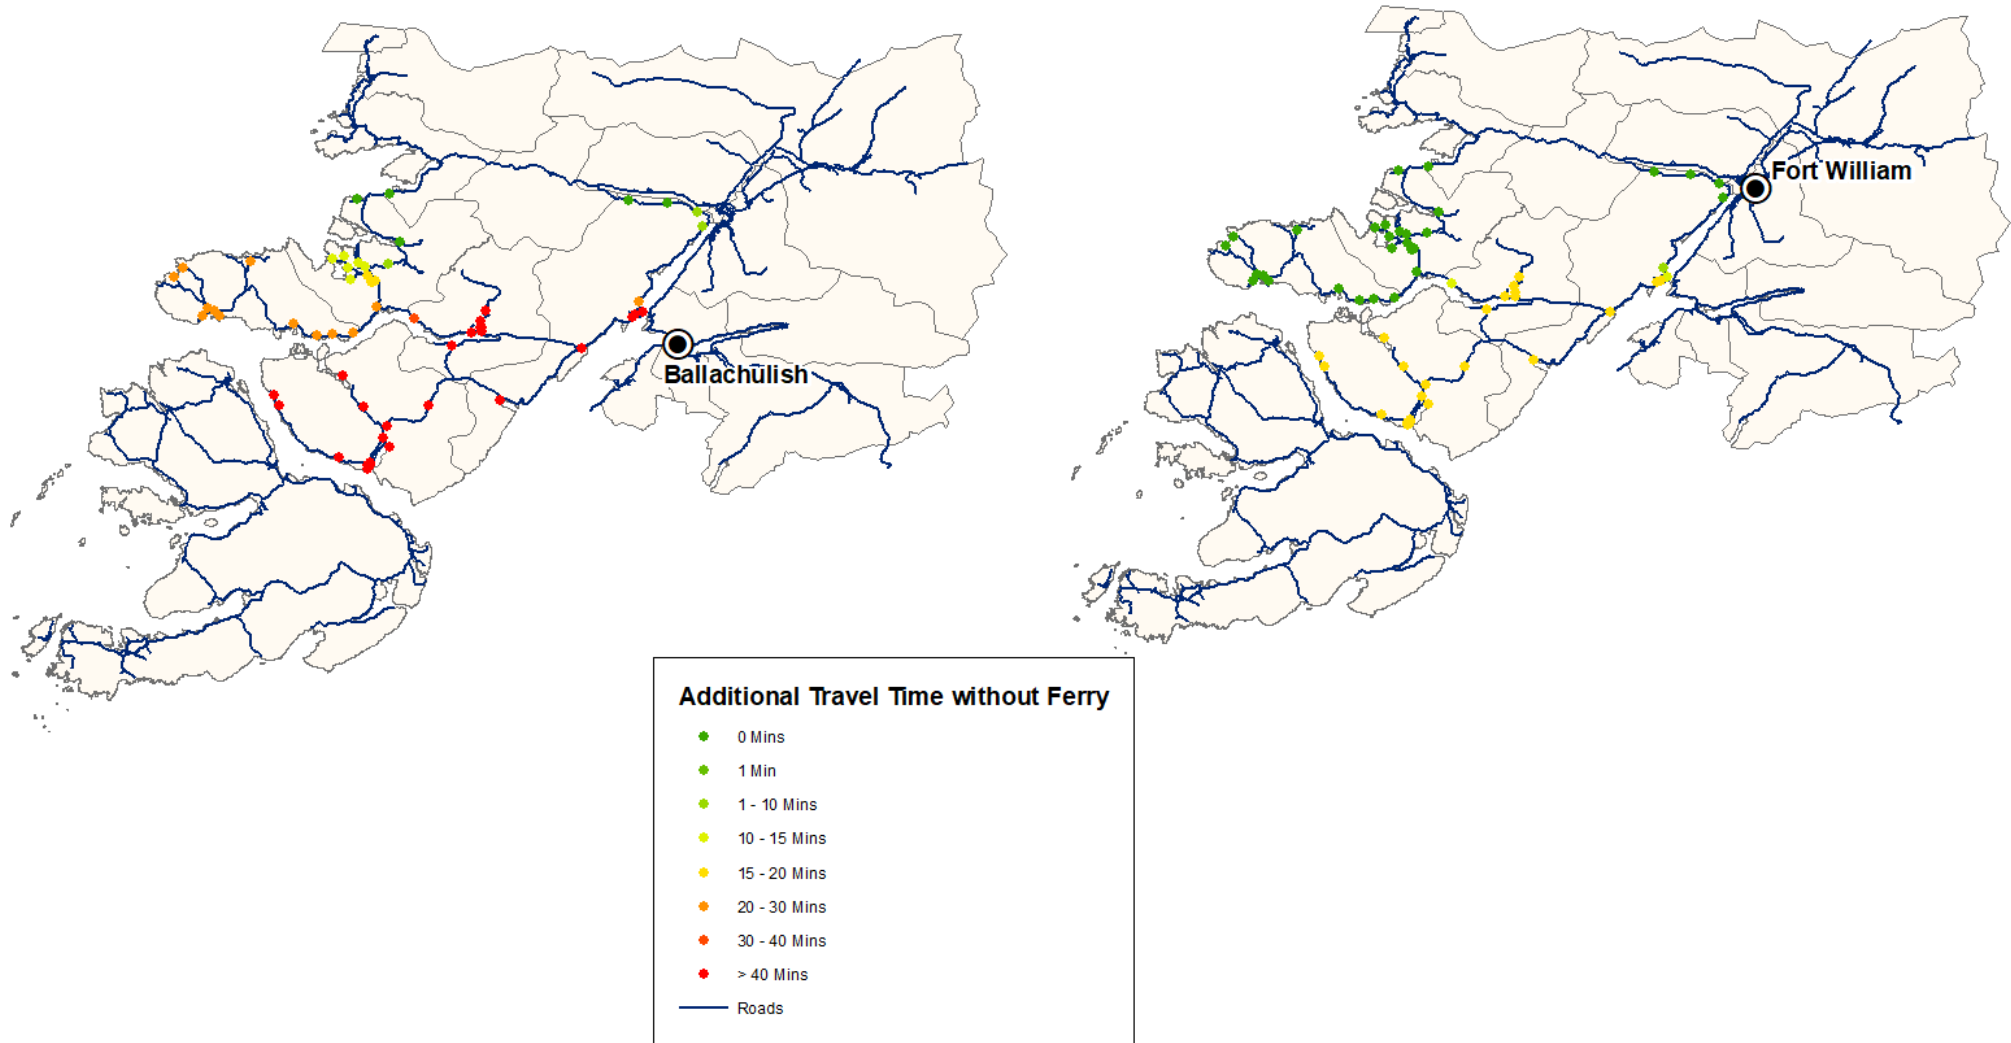 Fort William
Ballachulish
Additional Travel Time without Ferry
0 Mins
1 Min
1 - 10 Mins
10 - 15 Mins
15 - 20 Mins
20 - 30 Mins
30 - 40 Mins
> 40 Mins
Roads